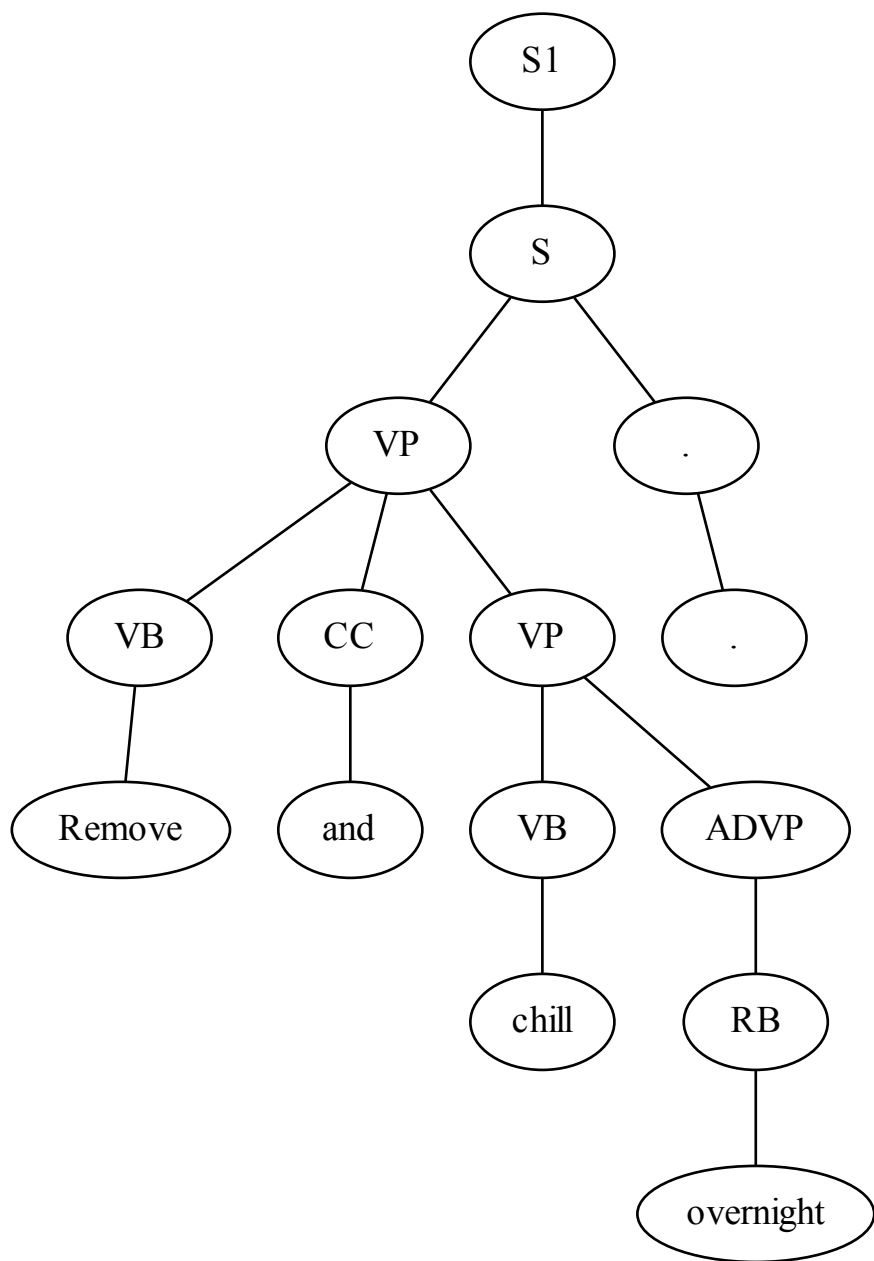 S1
S
VP .
VB CC VP .
Remove and VB ADVP
chill RB
overnight